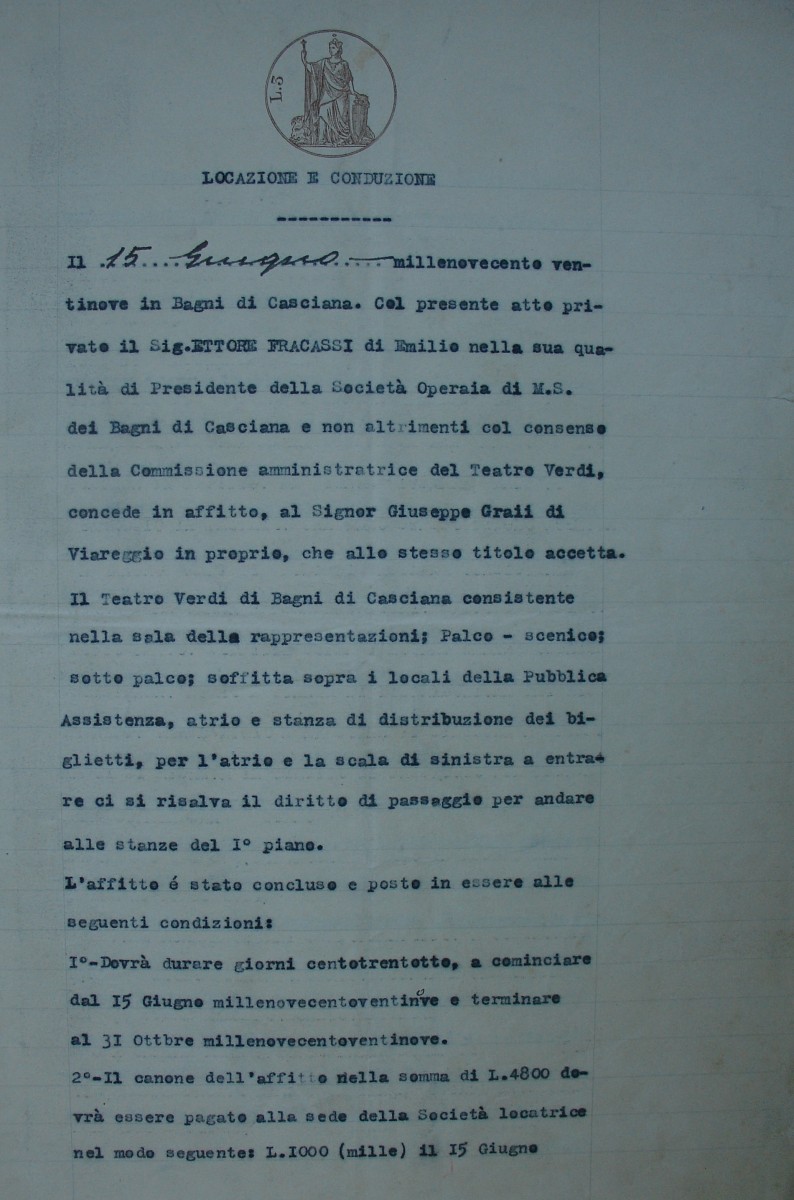 L.3
LOCAZIONE E CONDUZIONE
-----------
Il .15....Giugno....... millenovecento ven-
tinove in Bagni di Casciana. Col presente atto pri-
vato il Sig.ETTORE FRACASSI di Emilio nella sua qua-
lità di Presidente della Società Operaia di M.S.
dei Bagni di Casciana e non altrimenti col consenso
della Commissione amministratrice del Teatro Verdi,
concede in affitto, al Signor Giuseppe Graii di
Viareggio in proprio, che allo stesso titolo accetta.
Il Teatro Verdi di Bagni di Casciana consistente
nella sala della rappresentazioni; Palco - scenico;
sotto palco; soffitta sopra i locali della Pubblica
Assistenza, atrio e stanza di distribuzione dei bi-
glietti, per l'atrio e la scala di sinistra a entra-
re ci si risalva il diritto di passaggio per andare
alle stanze del I° piano.
L'affitto é stato concluso e posto in essere alle
seguenti condizioni:
I°-Dovrà durare giorni centotrentotto, a cominciare
dal I5 Giugno millenovecentoventinove e terminare
al 3I Ottbre millenovecentoventinove.
2°-Il canone dell'affitto nella somma di L.4800 do-
vrà essere pagato alla sede della Società locatrice
nel modo seguente: L.I000 (mille) il I5 Giugno